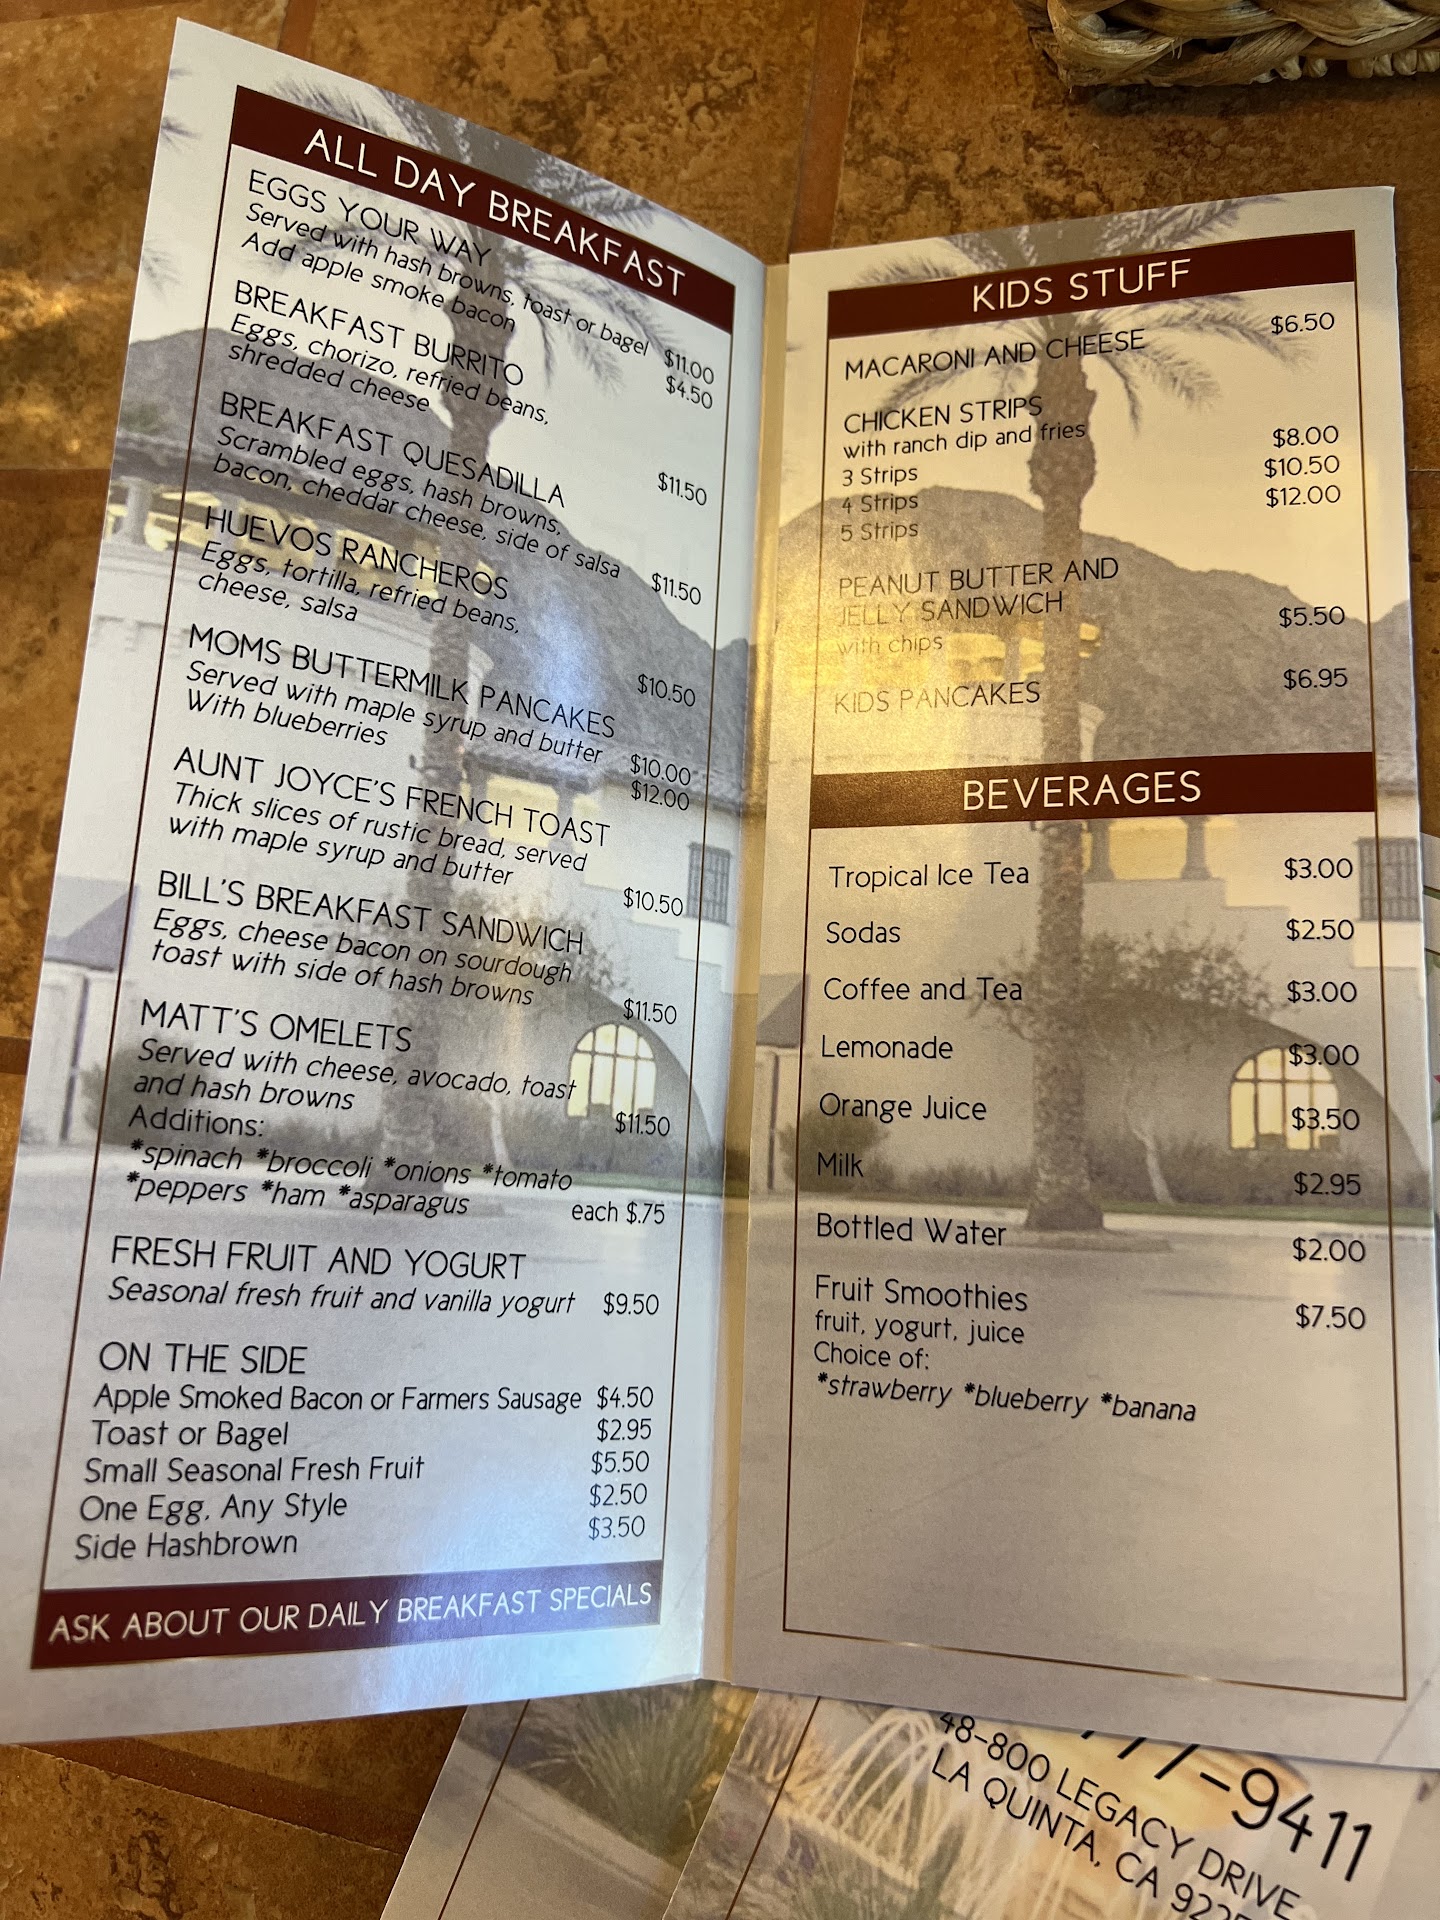 ALL DAY BREAKFAST
EGGS YOUR WAY
Served with hash browns, toast or bagel $11.00
Add apple smoke bacon $4.50
BREAKFAST BURRITO
Eggs, chorizo, refried beans,
shredded cheese $11.50
BREAKFAST QUESADILLA
Scrambled eggs, hash browns,
bacon, cheddar cheese, side of salsa $11.50
HUEVOS RANCHEROS
Eggs, tortilla, refried beans,
cheese, salsa $10.50
MOMS BUTTERMILK PANCAKES
Served with maple syrup and butter $10.00
With blueberries $12.00
AUNT JOYCE'S FRENCH TOAST
Thick slices of rustic bread, served
with maple syrup and butter $10.50
BILL'S BREAKFAST SANDWICH
Eggs, cheese bacon on sourdough
toast with side of hash browns $11.50
MATT'S OMELETS
Served with cheese, avocado, toast
and hash browns $11.50
Additions:
*spinach *broccoli *onions *tomato
*peppers *ham *asparagus each $.75
FRESH FRUIT AND YOGURT
Seasonal fresh fruit and vanilla yogurt $9.50
ON THE SIDE
Apple Smoked Bacon or Farmers Sausage $4.50
Toast or Bagel $2.95
Small Seasonal Fresh Fruit $5.50
One Egg, Any Style $2.50
Side Hashbrown $3.50
ASK ABOUT OUR DAILY BREAKFAST SPECIALS
KIDS STUFF
MACARONI AND CHEESE $6.50
CHICKEN STRIPS
with ranch dip and fries
3 Strips $8.00
4 Strips $10.50
5 Strips $12.00
PEANUT BUTTER AND
JELLY SANDWICH $5.50
with chips
KIDS PANCAKES $6.95
BEVERAGES
Tropical Ice Tea $3.00
Sodas $2.50
Coffee and Tea $3.00
Lemonade $3.00
Orange Juice $3.50
Milk $2.95
Bottled Water $2.00
Fruit Smoothies $7.50
fruit, yogurt, juice
Choice of:
*strawberry *blueberry *banana
777-9411
48-800 LEGACY DRIVE
LA QUINTA, CA